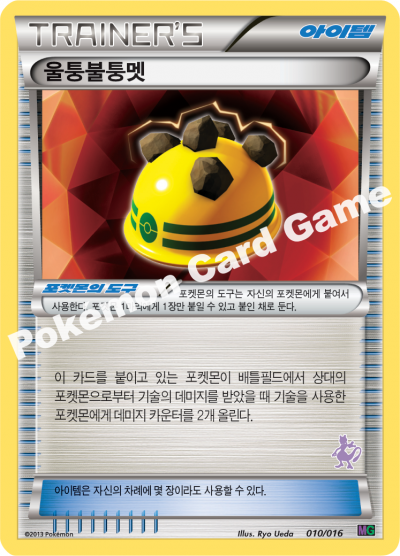 TRAINER'S
아이템
울퉁불퉁멧
포켓몬의 도구
포켓몬의 도구는 자신의 포켓몬에게 붙여서
사용한다. 포켓몬 1마리에게 1장만 붙일 수 있고 붙인 채로 둔다.
Pokémon Card Game
이 카드를 붙이고 있는 포켓몬이 배틀필드에서 상대의
포켓몬으로부터 기술의 데미지를 받았을 때 기술을 사용한
포켓몬에게 데미지 카운터를 2개 올린다.
아이템은 자신의 차례에 몇 장이라도 사용할 수 있다.
©2013 Pokémon
Illus. Ryo Ueda
MG
010/016